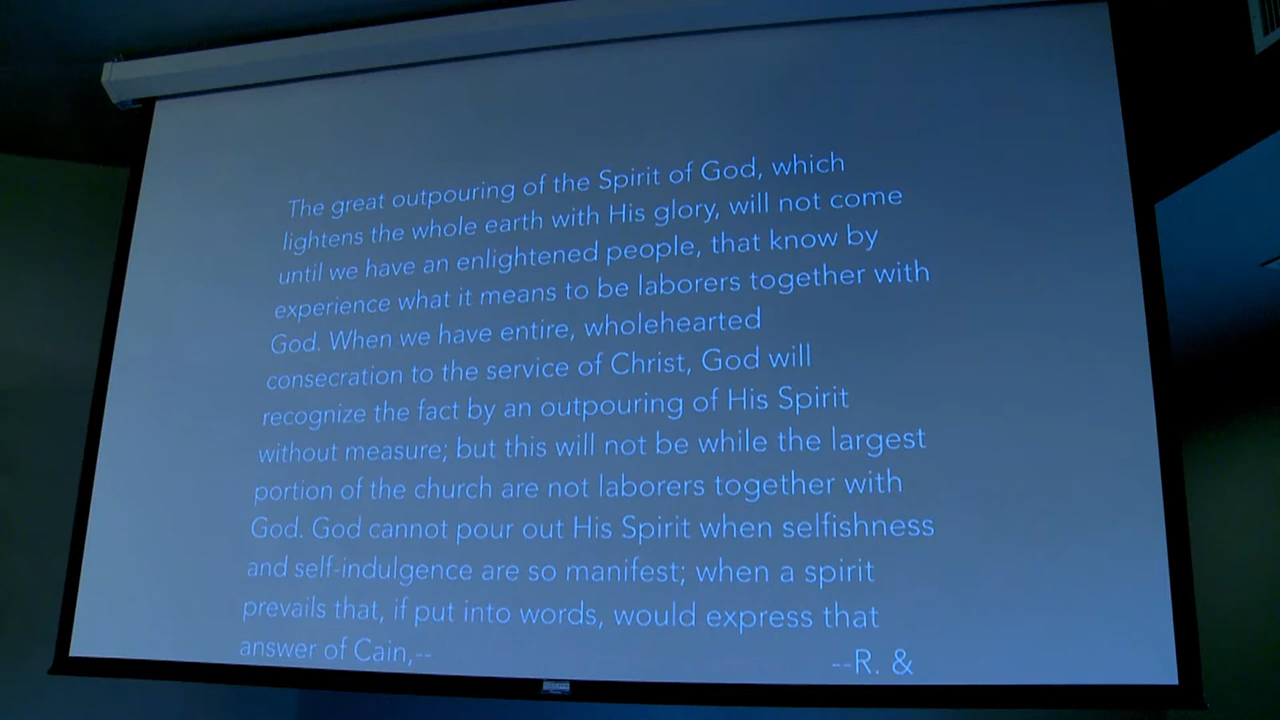 The great outpouring of the Spirit of God, which
lightens the whole earth with His glory, will not come
until we have an enlightened people, that know by
experience what it means to be laborers together with
God. When we have entire, wholehearted
consecration to the service of Christ, God will
recognize the fact by an outpouring of His Spirit
without measure; but this will not be while the largest
portion of the church are not laborers together with
God. God cannot pour out His Spirit when selfishness
and self-indulgence are so manifest; when a spirit
prevails that, if put into words, would express that
answer of Cain,--
--R. &